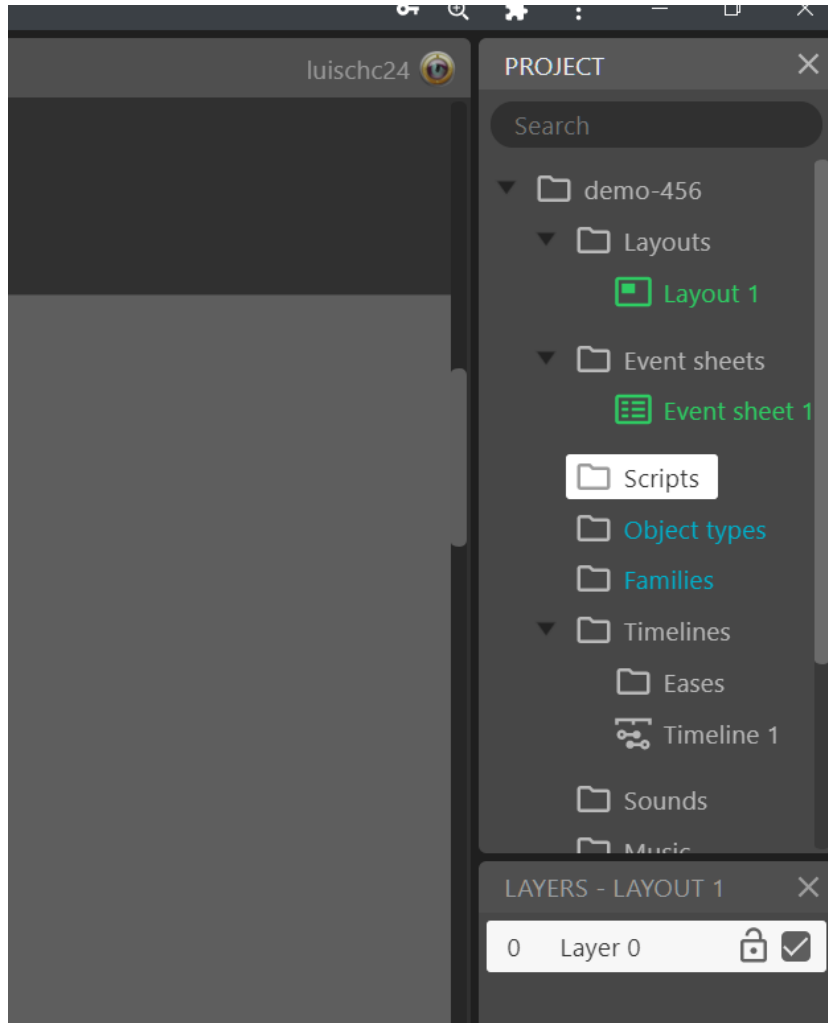 luischc24
PROJECT
Search
demo-456
Layouts
Layout 1
Event sheets
Event sheet 1
Scripts
Object types
Families
Timelines
Eases
Timeline 1
Sounds
Music
LAYERS - LAYOUT 1
0 Layer 0